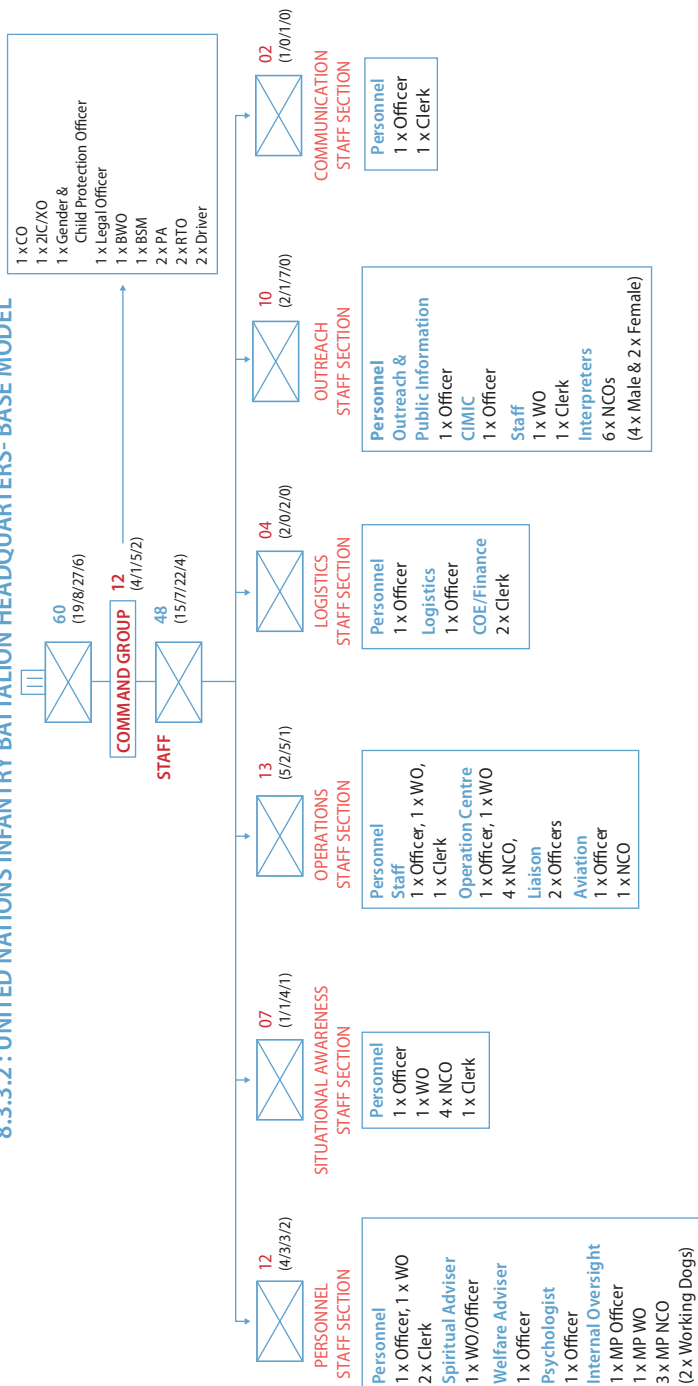 8.3.3.2 : UNITED NATIONS INFANTRY BATTALION HEADQUARTERS- BASE MODEL
60
(19/8/27/6)
COMMAND GROUP
12
(4/1/5/2)
1 x CO
1 x 2IC/XO
1 x Gender &
Child Protection Officer
1 x Legal Officer
1 x BWO
1 x BSM
2 x PA
2 x RTO
2 x Driver
STAFF
48
(15/7/22/4)
12
(4/3/3/2)
PERSONNEL
STAFF SECTION
Personnel
1 x Officer, 1 x WO
2 x Clerk
Spiritual Adviser
1 x WO/Officer
Welfare Adviser
1 x Officer
Psychologist
1 x Officer
Internal Oversight
1 x MP Officer
1 x MP WO
3 x MP NCO
(2 x Working Dogs)
07
(1/1/4/1)
SITUATIONAL AWARENESS
STAFF SECTION
Personnel
1 x Officer
1 x WO
4 x NCO
1 x Clerk
13
(5/2/5/1)
OPERATIONS
STAFF SECTION
Personnel
Staff
1 x Officer, 1 x WO,
1 x Clerk
Operation Centre
1 x Officer, 1 x WO
4 x NCO,
Liaison
2 x Officers
Aviation
1 x Officer
1 x NCO
04
(2/0/2/0)
LOGISTICS
STAFF SECTION
Personnel
1 x Officer
Logistics
1 x Officer
COE/Finance
2 x Clerk
10
(2/1/7/0)
OUTREACH
STAFF SECTION
Personnel
Outreach &
Public Information
1 x Officer
CIMIC
1 x Officer
Staff
1 x WO
1 x Clerk
Interpreters
6 x NCOs
(4 x Male & 2 x Female)
02
(1/0/1/0)
COMMUNICATION
STAFF SECTION
Personnel
1 x Officer
1 x Clerk